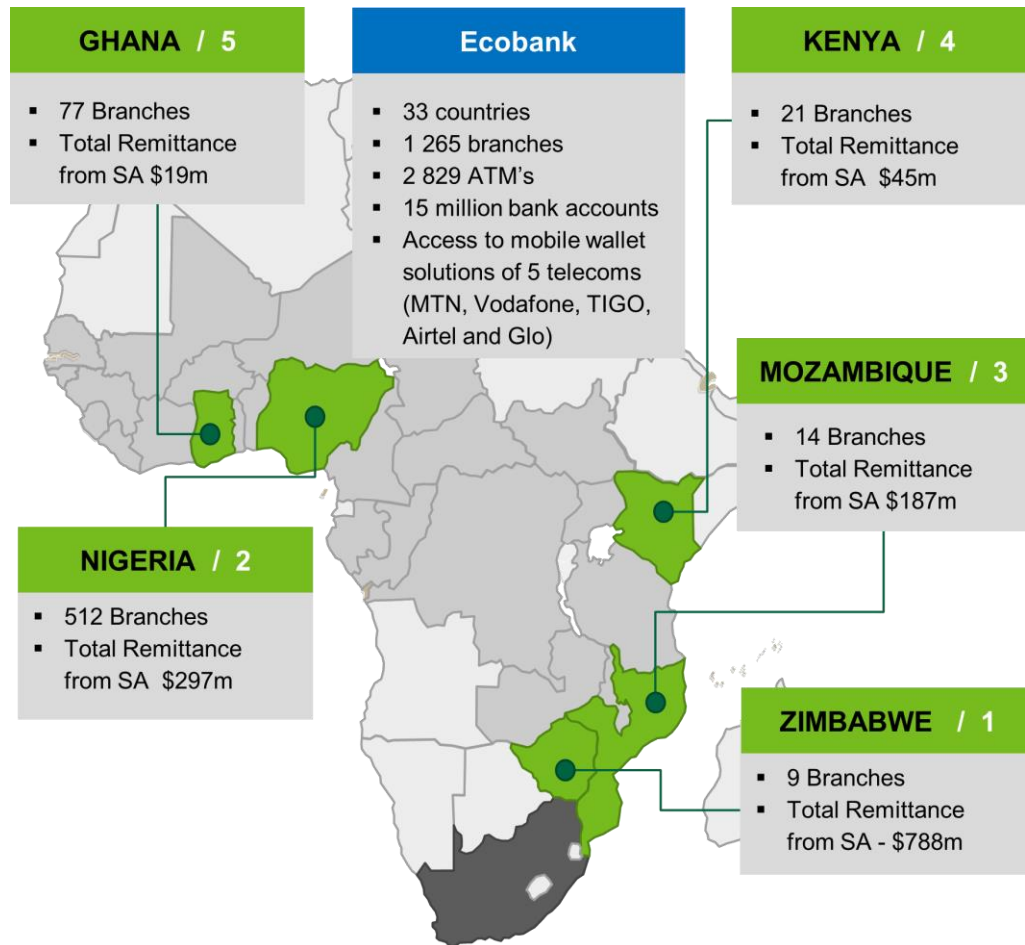 GHANA / 5
▪ 77 Branches
▪ Total Remittance
from SA $19m
Ecobank
▪ 33 countries
▪ 1 265 branches
▪ 2 829 ATM's
▪ 15 million bank accounts
▪ Access to mobile wallet
solutions of 5 telecoms
(MTN, Vodafone, TIGO,
Airtel and Glo)
KENYA / 4
▪ 21 Branches
▪ Total Remittance
from SA $45m
MOZAMBIQUE / 3
▪ 14 Branches
▪ Total Remittance
from SA $187m
NIGERIA / 2
▪ 512 Branches
▪ Total Remittance
from SA $297m
ZIMBABWE / 1
▪ 9 Branches
▪ Total Remittance
from SA - $788m